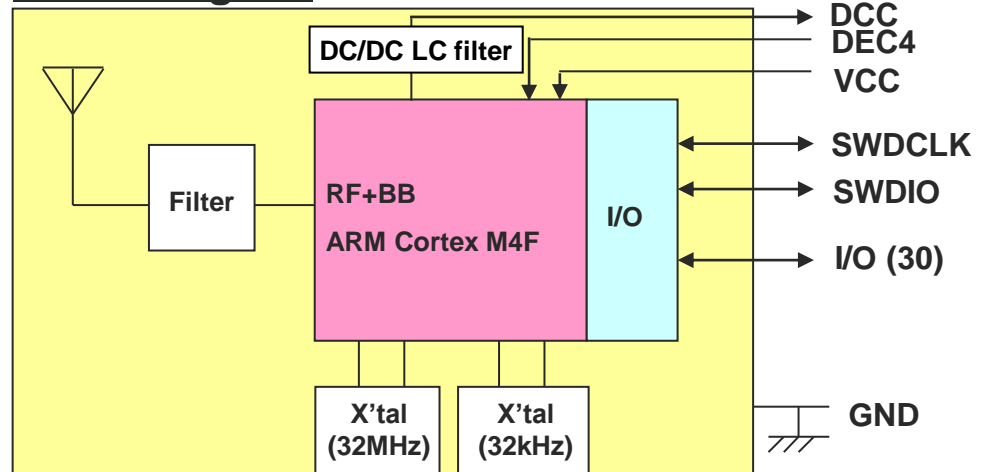 DCC
DC/DC LC filter
DEC4
VCC
SWDCLK
Filter
RF+BB
ARM Cortex M4F
I/O
SWDIO
I/O (30)
X'tal
(32MHz)
X'tal
(32kHz)
GND